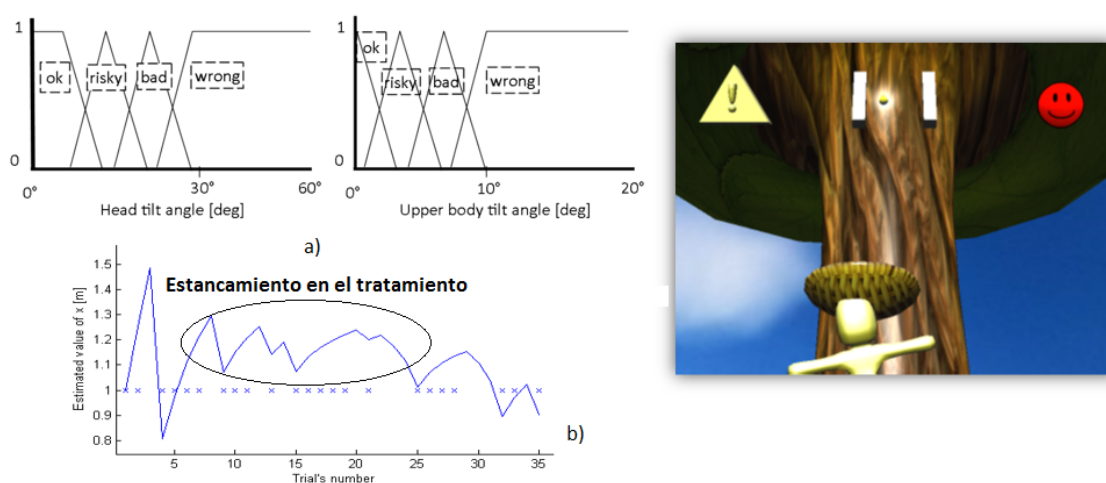 1
ok
risky
bad
wrong
0
0°
30°
60°
Head tilt angle [deg]
1
ok
risky
bad
wrong
0
0°
10°
20°
Upper body tilt angle [deg]
!
a)
Estancamiento en el tratamiento
1.5
1.4
1.3
1.2
1.1
1
0.9
0.8
Estimated value of x [m]
5
10
15
20
25
30
35
Trial's number
b)